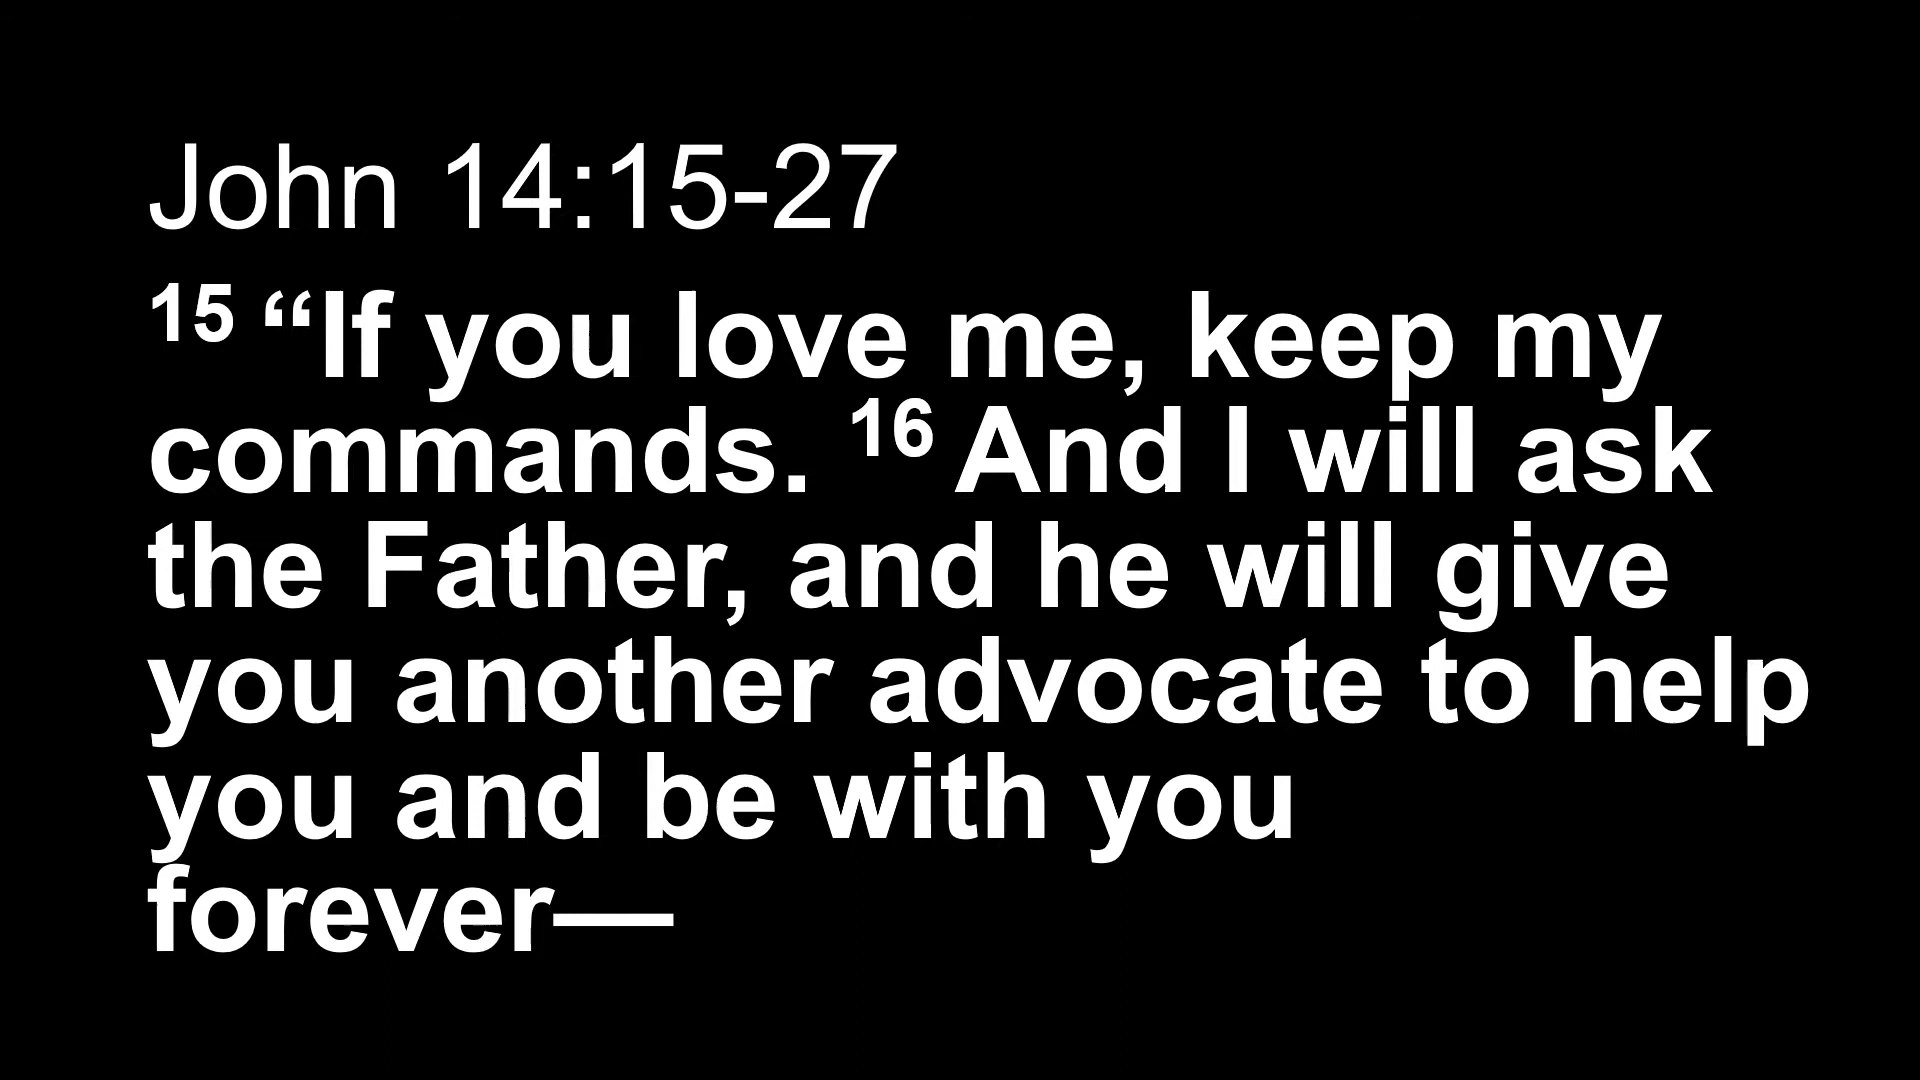 John 14:15-27
15 “If you love me, keep my
commands. 16 And I will ask
the Father, and he will give
you another advocate to help
you and be with you
forever—